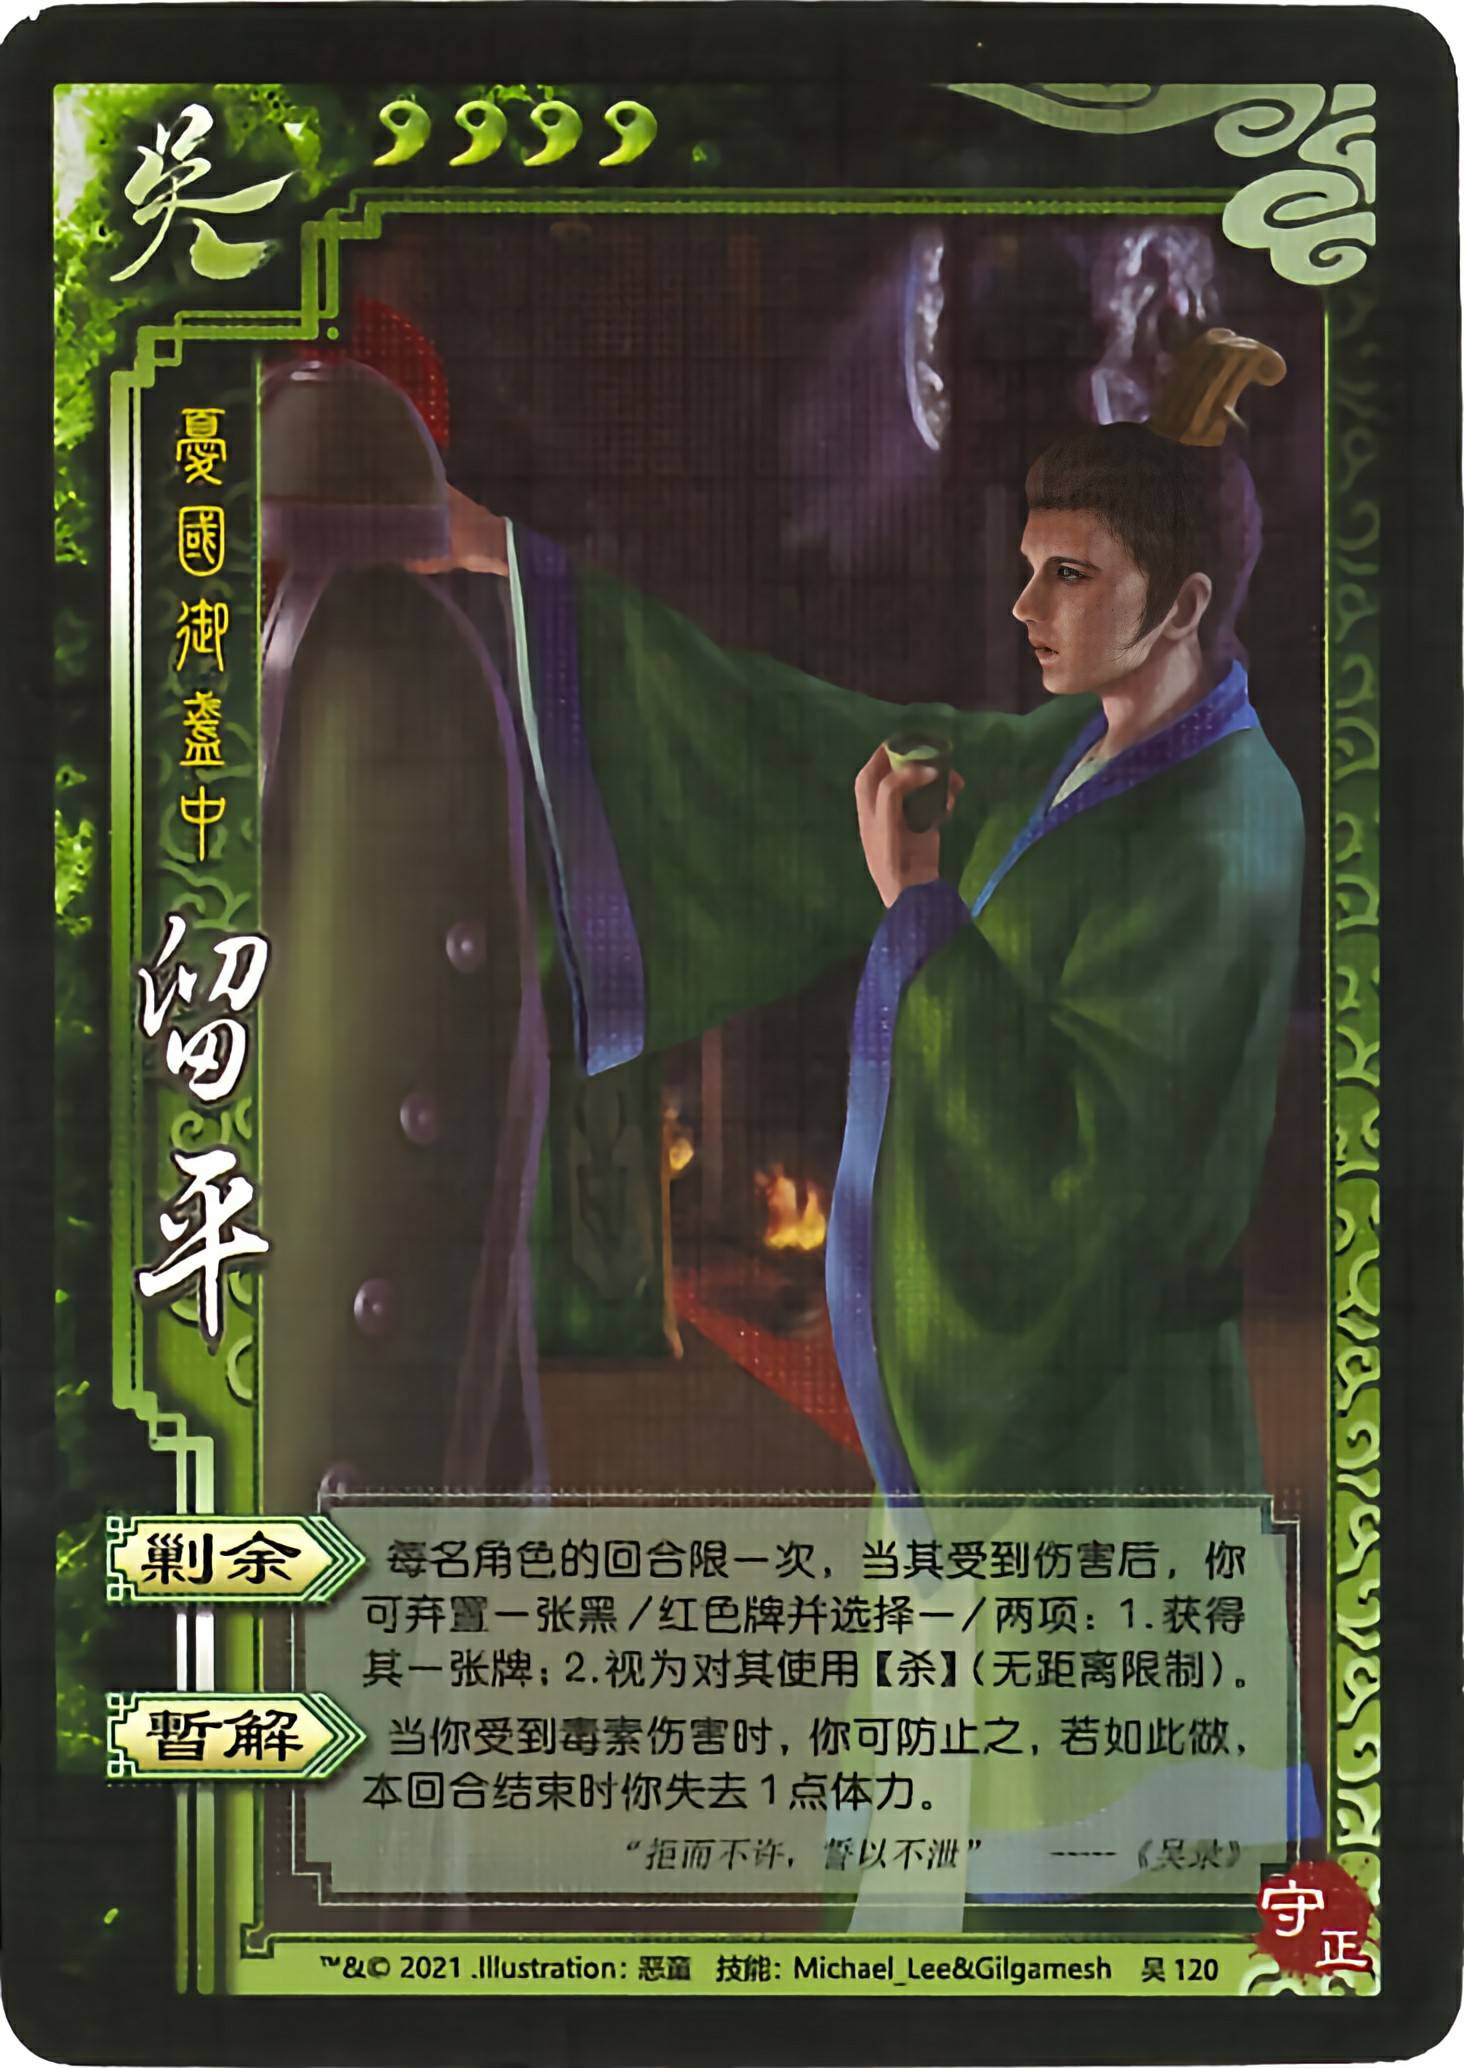 吴
憂國御盞中
留平
剿余
每名角色的回合限一次，当其受到伤害后，你
可弃置一张黑/红色牌并选择一/两项：1.获得
其一张牌；2.视为对其使用【杀】（无距离限制）。
暫解
当你受到毒素伤害时，你可防止之，若如此做，
本回合结束时你失去1点体力。
“拒而不许，誓以不泄” -----《吴录》
守正
™&© 2021 .Illustration：恶童 技能：Michael_Lee&Gilgamesh 吴 120